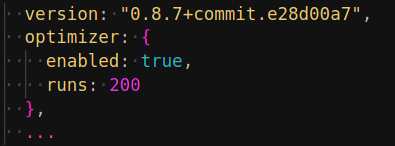 version: "0.8.7+commit.e28d00a7",
optimizer: {
enabled: true,
runs: 200
},
...